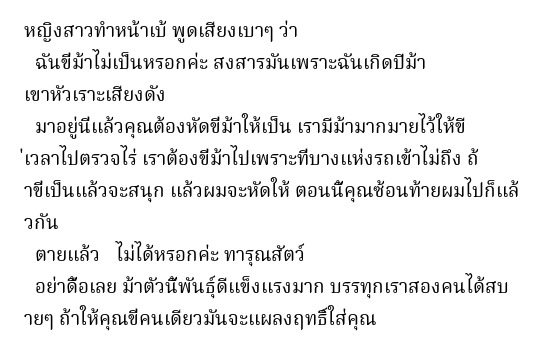 หญิงสาวทำหน้าเบ้ พูดเสียงเบาๆ ว่า
ฉันขี่ม้าไม่เป็นหรอกค่ะ สงสารมันเพราะฉันเกิดปีม้า
เขาหัวเราะเสียงดัง
มาอยู่นี่แล้วคุณต้องหัดขี่ม้าให้เป็น เรามีม้ามากมายไว้ให้ขี
่เวลาไปตรวจไร่ เราต้องขี่ม้าไปเพราะที่บางแห่งรถเข้าไม่ถึง ถ้
าขี่เป็นแล้วจะสนุก แล้วผมจะหัดให้ ตอนนี้คุณซ้อนท้ายผมไปก็แล้
วกัน
ตายแล้ว   ไม่ได้หรอกค่ะ ทารุณสัตว์
อย่าดื้อเลย ม้าตัวนี้พันธุ์ดีแข็งแรงมาก บรรทุกเราสองคนได้สบ
ายๆ ถ้าให้คุณขี่คนเดียวมันจะแผลงฤทธิ์ใส่คุณ